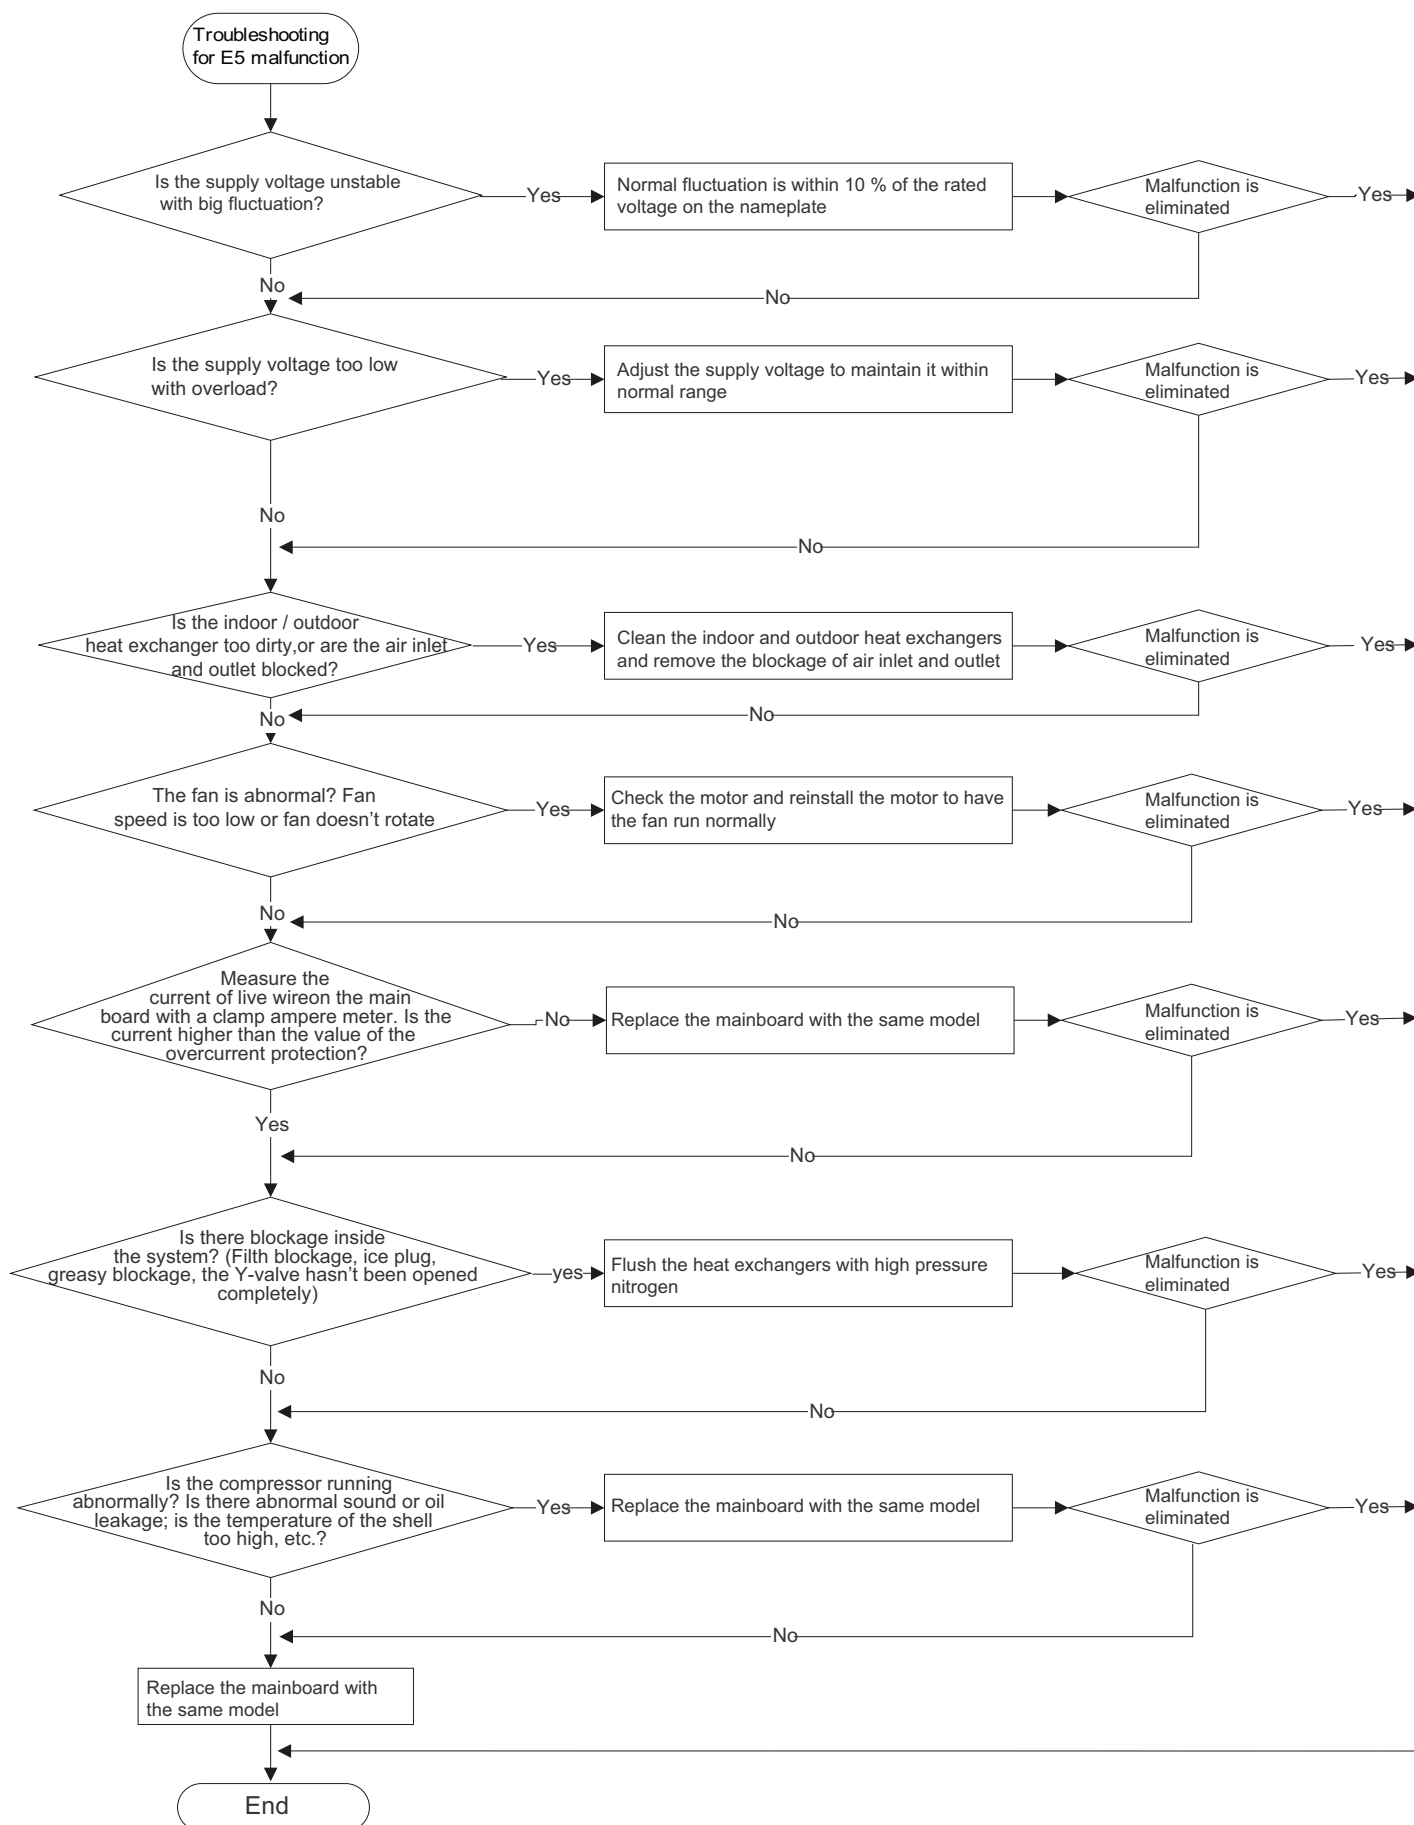 Troubleshooting
for E5 malfunction
Is the supply voltage unstable
with big fluctuation?
Yes
Normal fluctuation is within 10 % of the rated
voltage on the nameplate
Malfunction is
eliminated
Yes
No
No
Is the supply voltage too low
with overload?
Yes
Adjust the supply voltage to maintain it within
normal range
Malfunction is
eliminated
Yes
No
No
Is the indoor / outdoor
heat exchanger too dirty,or are the air inlet
and outlet blocked?
Yes
Clean the indoor and outdoor heat exchangers
and remove the blockage of air inlet and outlet
Malfunction is
eliminated
Yes
No
No
The fan is abnormal? Fan
speed is too low or fan doesn't rotate
Yes
Check the motor and reinstall the motor to have
the fan run normally
Malfunction is
eliminated
Yes
No
No
Measure the
current of live wireon the main
board with a clamp ampere meter. Is the
current higher than the value of the
overcurrent protection?
No
Replace the mainboard with the same model
Malfunction is
eliminated
Yes
Yes
No
Is there blockage inside
the system? (Filth blockage, ice plug,
greasy blockage, the Y-valve hasn't been opened
completely)
yes
Flush the heat exchangers with high pressure
nitrogen
Malfunction is
eliminated
Yes
No
No
Is the compressor running
abnormally? Is there abnormal sound or oil
leakage; is the temperature of the shell
too high, etc.?
Yes
Replace the mainboard with the same model
Malfunction is
eliminated
Yes
No
No
Replace the mainboard with
the same model
End